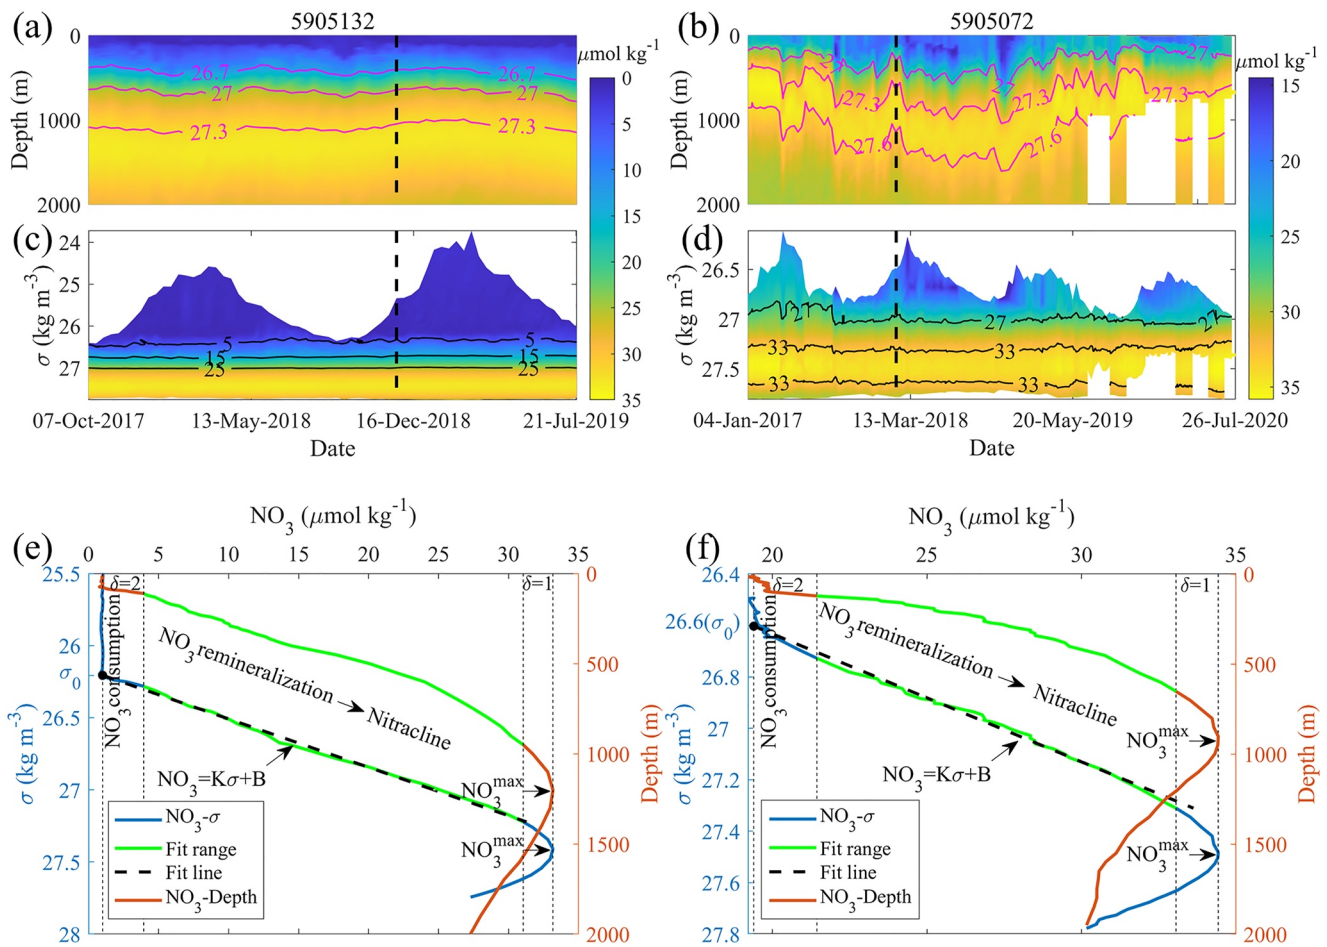 (a)
5905132
(b)
5905072
μmol kg-1
μmol kg-1
0
0
1000
1000
2000
2000
Depth (m)
Depth (m)
26.7
26.7
27
27
27.3
27.3
27
27.3
27.3
27.3
27.6
27.6
0
5
10
15
20
25
30
35
15
20
25
30
35
(c)
24
25
26
27
σ (kg m-3)
5
5
15
15
25
25
07-Oct-2017
13-May-2018
16-Dec-2018
21-Jul-2019
Date
(d)
26.5
27
27.5
σ (kg m-3)
27
27
27
33
33
33
33
04-Jan-2017
13-Mar-2018
20-May-2019
26-Jul-2020
Date
(e)
NO3 (μmol kg-1)
0 5 10 15 20 25 30 35
25.5
26
σ0
26.5
27
27.5
28
σ (kg m-3)
0
500
1000
1500
2000
Depth (m)
δ=2
δ=1
NO3 consumption
NO3 remineralization
Nitracline
NO3=Kσ+B
NO3max
NO3max
NO3-σ
Fit range
Fit line
NO3-Depth
(f)
NO3 (μmol kg-1)
20 25 30 35
26.4
26.6(σ0)
26.8
27
27.2
27.4
27.6
27.8
σ (kg m-3)
0
500
1000
1500
2000
Depth (m)
δ=2
δ=1
NO3 consumption
NO3 remineralization
Nitracline
NO3=Kσ+B
NO3max
NO3max
NO3-σ
Fit range
Fit line
NO3-Depth